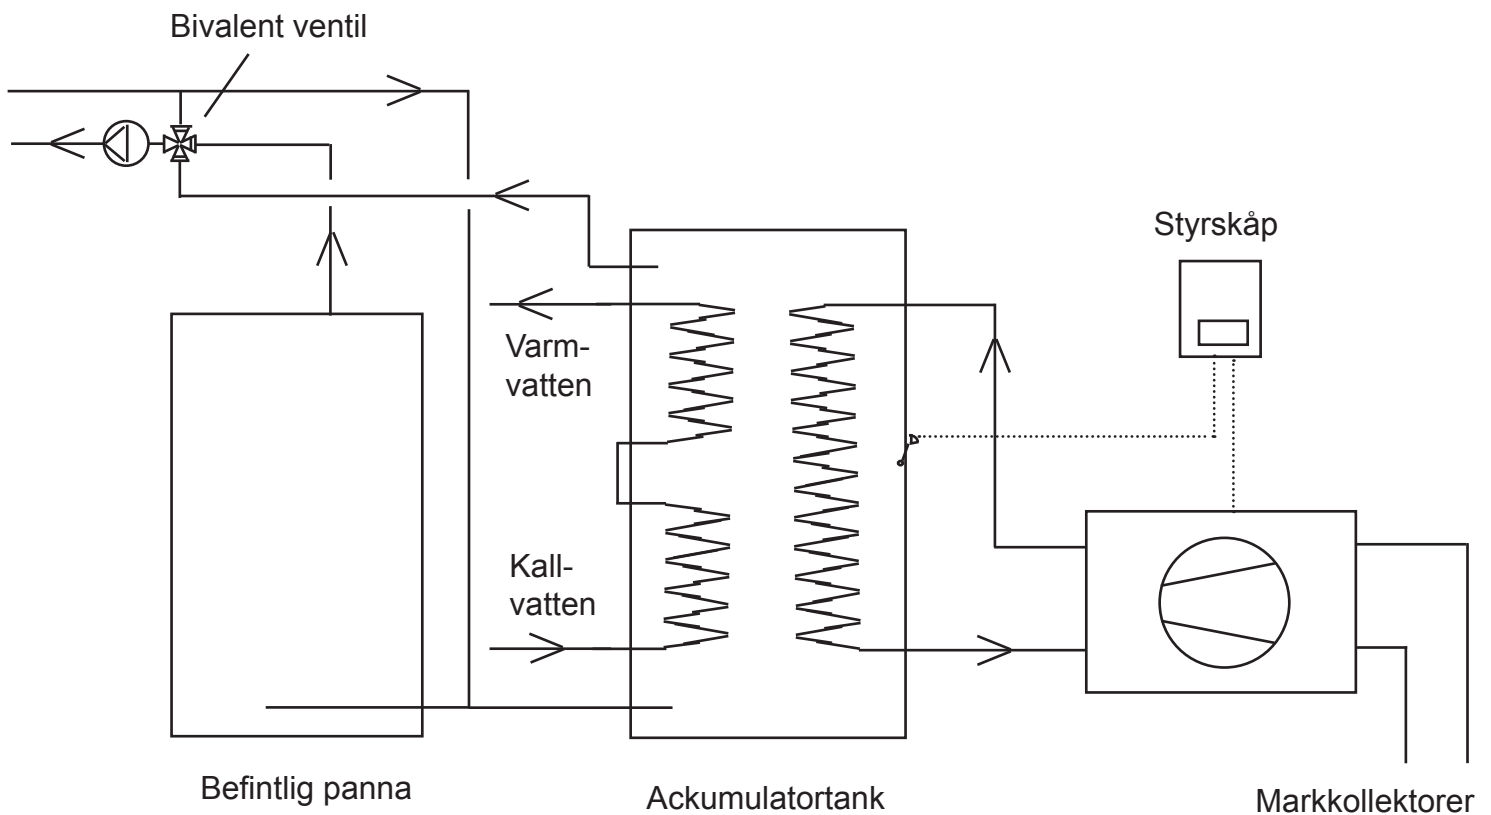 Bivalent ventil
Styrskåp
Varm-
vatten
Kall-
vatten
Befintlig panna
Ackumulatortank
Markkollektorer